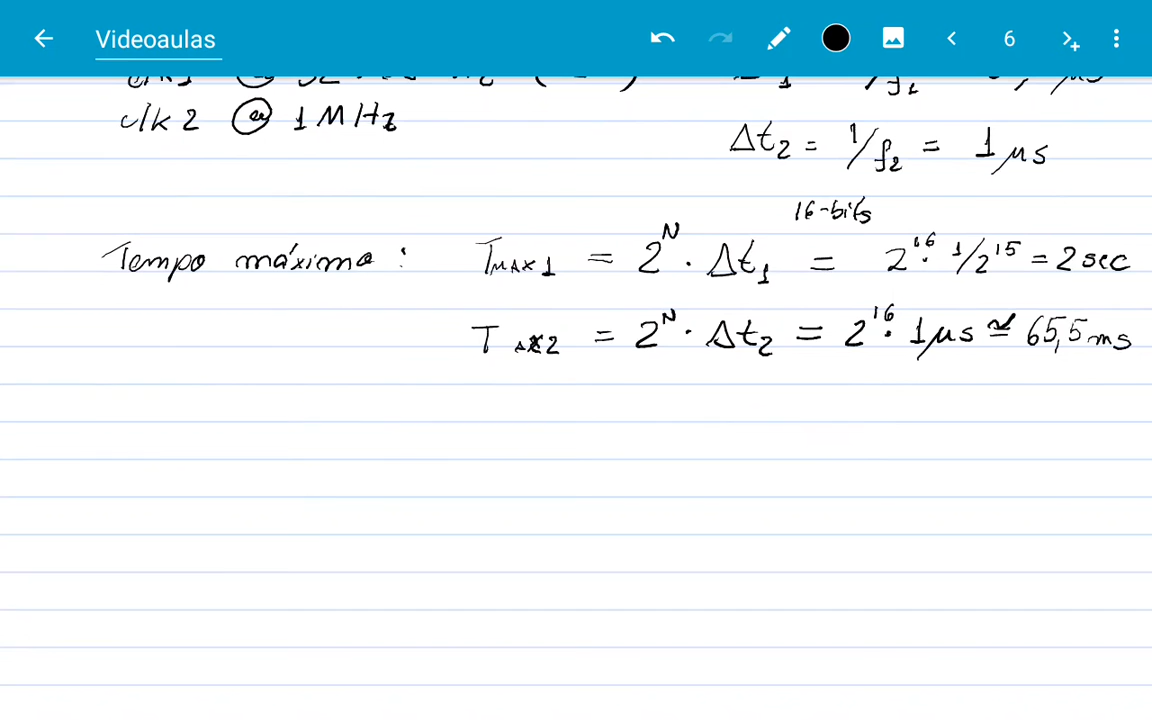 Videoaulas
6
clk 2 @ 1 MHz
Δt2 = 1/f2 = 1 μs
16-bits
Tempo máximo : TMAX1 = 2^N · Δt1 = 2^16 · 1/2^15 = 2 sec
2 = 2^N · Δt2 = 2^16 · 1μs ≃ 65,5 ms